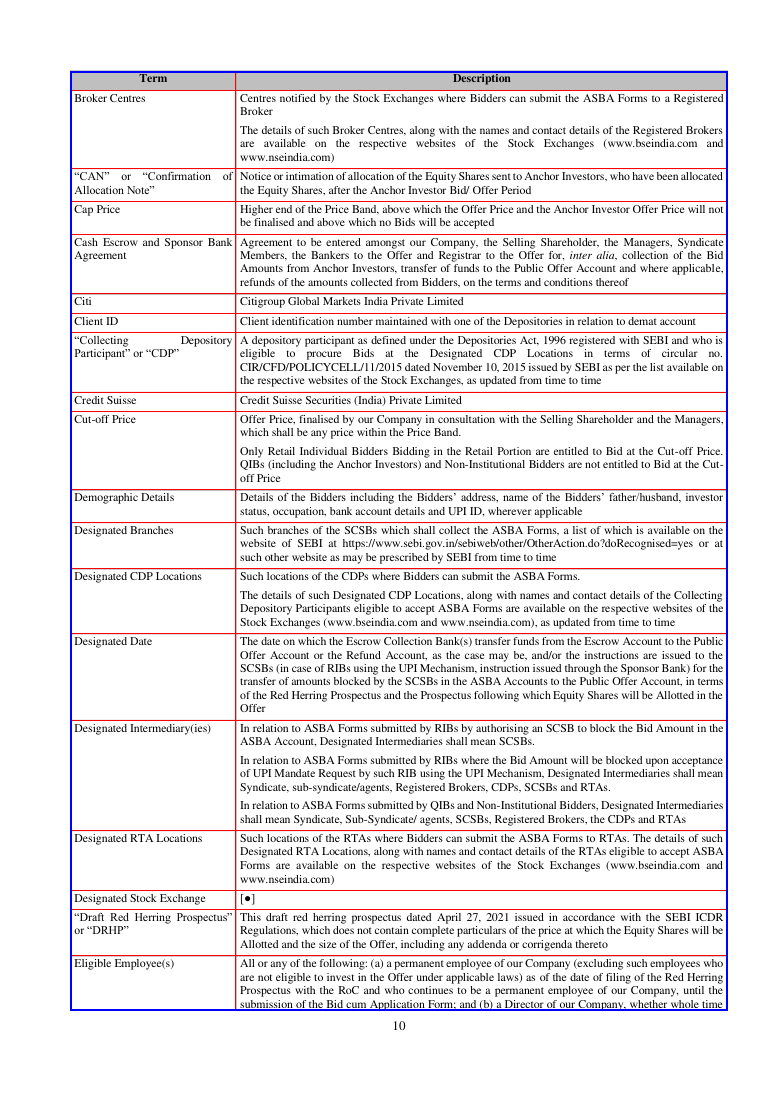 Term Description
Broker Centres Centres notified by the Stock Exchanges where Bidders can submit the ASBA Forms to a Registered
Broker
The details of such Broker Centres, along with the names and contact details of the Registered Brokers
are available on the respective websites of the Stock Exchanges (www.bseindia.com and
www.nseindia.com)
“CAN” or “Confirmation of Notice or intimation of allocation of the Equity Shares sent to Anchor Investors, who have been allocated
Allocation Note” the Equity Shares, after the Anchor Investor Bid/ Offer Period
Cap Price Higher end of the Price Band, above which the Offer Price and the Anchor Investor Offer Price will not
be finalised and above which no Bids will be accepted
Cash Escrow and Sponsor Bank Agreement to be entered amongst our Company, the Selling Shareholder, the Managers, Syndicate
Agreement Members, the Bankers to the Offer and Registrar to the Offer for, inter alia, collection of the Bid
Amounts from Anchor Investors, transfer of funds to the Public Offer Account and where applicable,
refunds of the amounts collected from Bidders, on the terms and conditions thereof
Citi Citigroup Global Markets India Private Limited
Client ID Client identification number maintained with one of the Depositories in relation to demat account
“Collecting Depository A depository participant as defined under the Depositories Act, 1996 registered with SEBI and who is
Participant” or “CDP” eligible to procure Bids at the Designated CDP Locations in terms of circular no.
CIR/CFD/POLICYCELL/11/2015 dated November 10, 2015 issued by SEBI as per the list available on
the respective websites of the Stock Exchanges, as updated from time to time
Credit Suisse Credit Suisse Securities (India) Private Limited
Cut-off Price Offer Price, finalised by our Company in consultation with the Selling Shareholder and the Managers,
which shall be any price within the Price Band.
Only Retail Individual Bidders Bidding in the Retail Portion are entitled to Bid at the Cut-off Price.
QIBs (including the Anchor Investors) and Non-Institutional Bidders are not entitled to Bid at the Cut-
off Price
Demographic Details Details of the Bidders including the Bidders’ address, name of the Bidders’ father/husband, investor
status, occupation, bank account details and UPI ID, wherever applicable
Designated Branches Such branches of the SCSBs which shall collect the ASBA Forms, a list of which is available on the
website of SEBI at https://www.sebi.gov.in/sebiweb/other/OtherAction.do?doRecognised=yes or at
such other website as may be prescribed by SEBI from time to time
Designated CDP Locations Such locations of the CDPs where Bidders can submit the ASBA Forms.
The details of such Designated CDP Locations, along with names and contact details of the Collecting
Depository Participants eligible to accept ASBA Forms are available on the respective websites of the
Stock Exchanges (www.bseindia.com and www.nseindia.com), as updated from time to time
Designated Date The date on which the Escrow Collection Bank(s) transfer funds from the Escrow Account to the Public
Offer Account or the Refund Account, as the case may be, and/or the instructions are issued to the
SCSBs (in case of RIBs using the UPI Mechanism, instruction issued through the Sponsor Bank) for the
transfer of amounts blocked by the SCSBs in the ASBA Accounts to the Public Offer Account, in terms
of the Red Herring Prospectus and the Prospectus following which Equity Shares will be Allotted in the
Offer
Designated Intermediary(ies) In relation to ASBA Forms submitted by RIBs by authorising an SCSB to block the Bid Amount in the
ASBA Account, Designated Intermediaries shall mean SCSBs.
In relation to ASBA Forms submitted by RIBs where the Bid Amount will be blocked upon acceptance
of UPI Mandate Request by such RIB using the UPI Mechanism, Designated Intermediaries shall mean
Syndicate, sub-syndicate/agents, Registered Brokers, CDPs, SCSBs and RTAs.
In relation to ASBA Forms submitted by QIBs and Non-Institutional Bidders, Designated Intermediaries
shall mean Syndicate, Sub-Syndicate/ agents, SCSBs, Registered Brokers, the CDPs and RTAs
Designated RTA Locations Such locations of the RTAs where Bidders can submit the ASBA Forms to RTAs. The details of such
Designated RTA Locations, along with names and contact details of the RTAs eligible to accept ASBA
Forms are available on the respective websites of the Stock Exchanges (www.bseindia.com and
www.nseindia.com)
Designated Stock Exchange [●]
“Draft Red Herring Prospectus” This draft red herring prospectus dated April 27, 2021 issued in accordance with the SEBI ICDR
or “DRHP” Regulations, which does not contain complete particulars of the price at which the Equity Shares will be
Allotted and the size of the Offer, including any addenda or corrigenda thereto
Eligible Employee(s) All or any of the following: (a) a permanent employee of our Company (excluding such employees who
are not eligible to invest in the Offer under applicable laws) as of the date of filing of the Red Herring
Prospectus with the RoC and who continues to be a permanent employee of our Company, until the
submission of the Bid cum Application Form; and (b) a Director of our Company, whether whole time
10